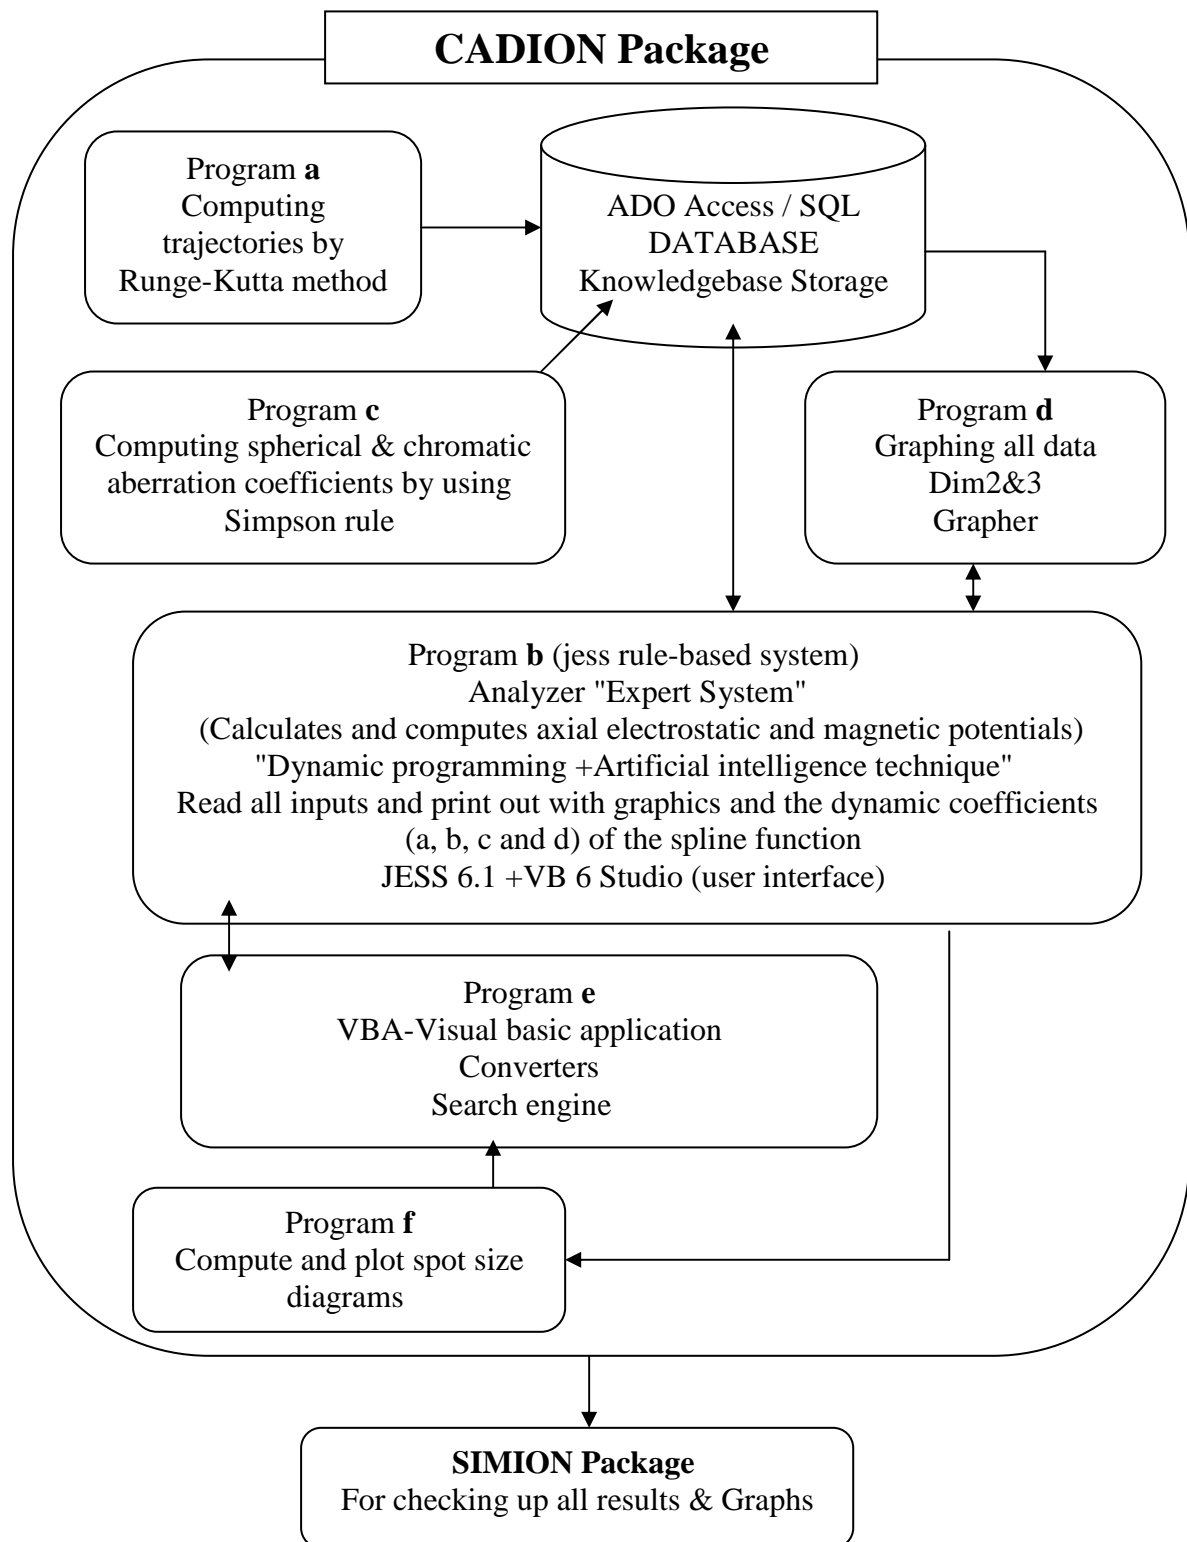 CADION Package
Program a
Computing
trajectories by
Runge-Kutta method
ADO Access / SQL
DATABASE
Knowledgebase Storage
Program c
Computing spherical & chromatic
aberration coefficients by using
Simpson rule
Program d
Graphing all data
Dim2&3
Grapher
Program b (jess rule-based system)
Analyzer "Expert System"
(Calculates and computes axial electrostatic and magnetic potentials)
"Dynamic programming +Artificial intelligence technique"
Read all inputs and print out with graphics and the dynamic coefficients
(a, b, c and d) of the spline function
JESS 6.1 +VB 6 Studio (user interface)
Program e
VBA-Visual basic application
Converters
Search engine
Program f
Compute and plot spot size
diagrams
SIMION Package
For checking up all results & Graphs